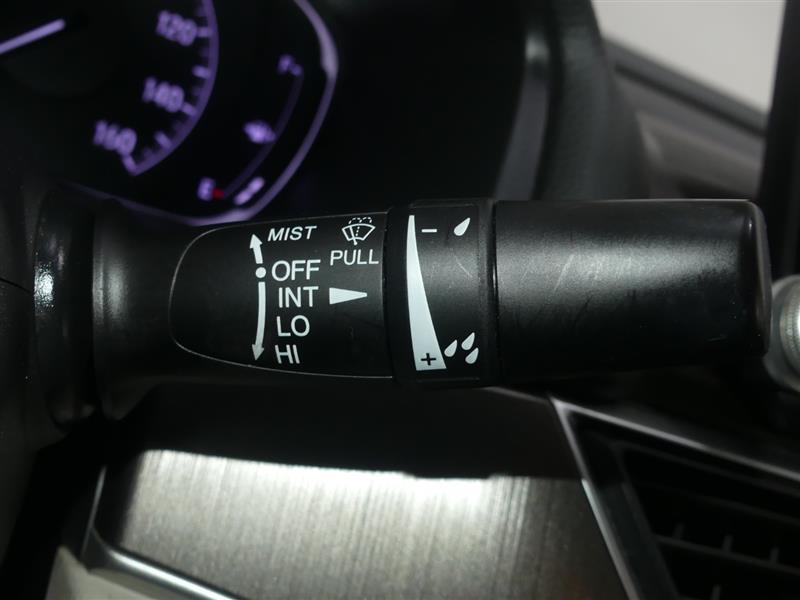 120
140
160
F
E
MIST
PULL
OFF
INT
LO
HI
−
+